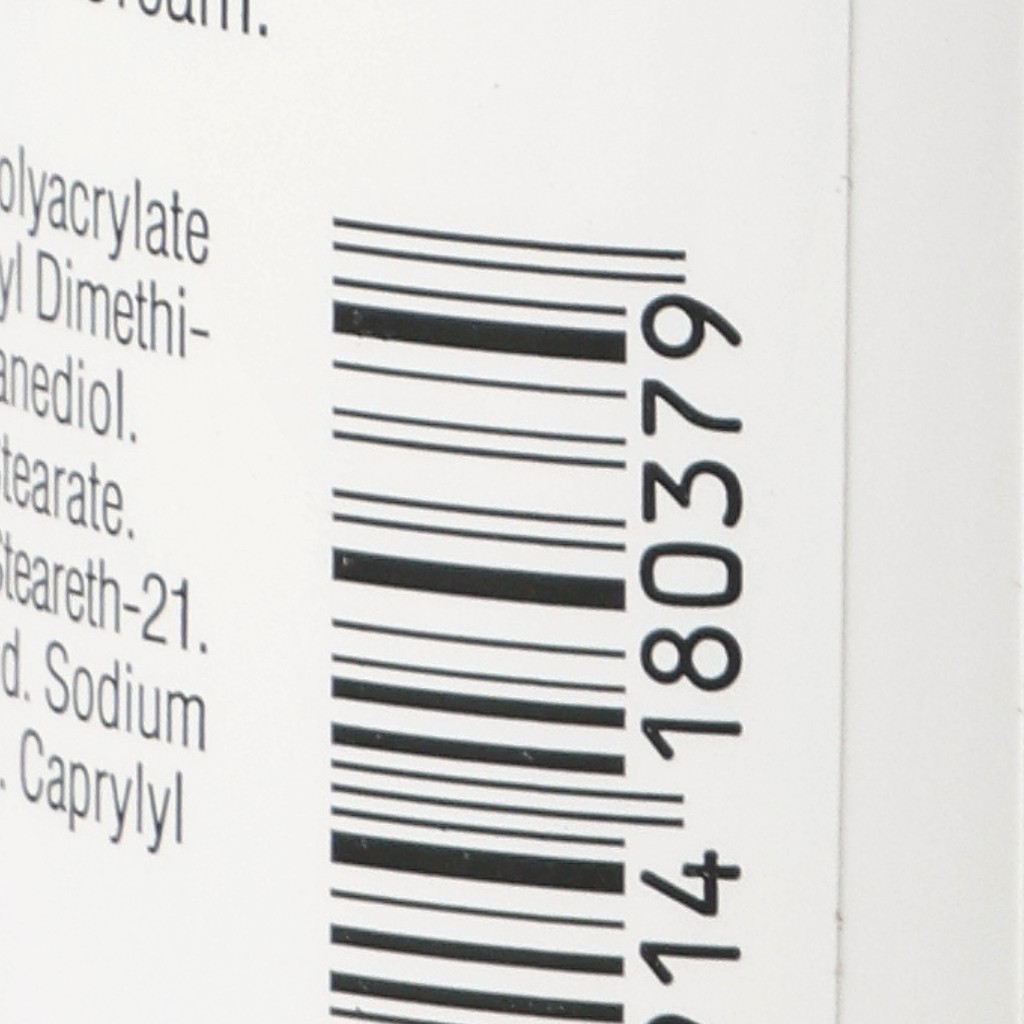 olyacrylate
yl Dimethi-
anediol.
tearate.
Steareth-21.
d. Sodium
. Caprylyl
14 180379